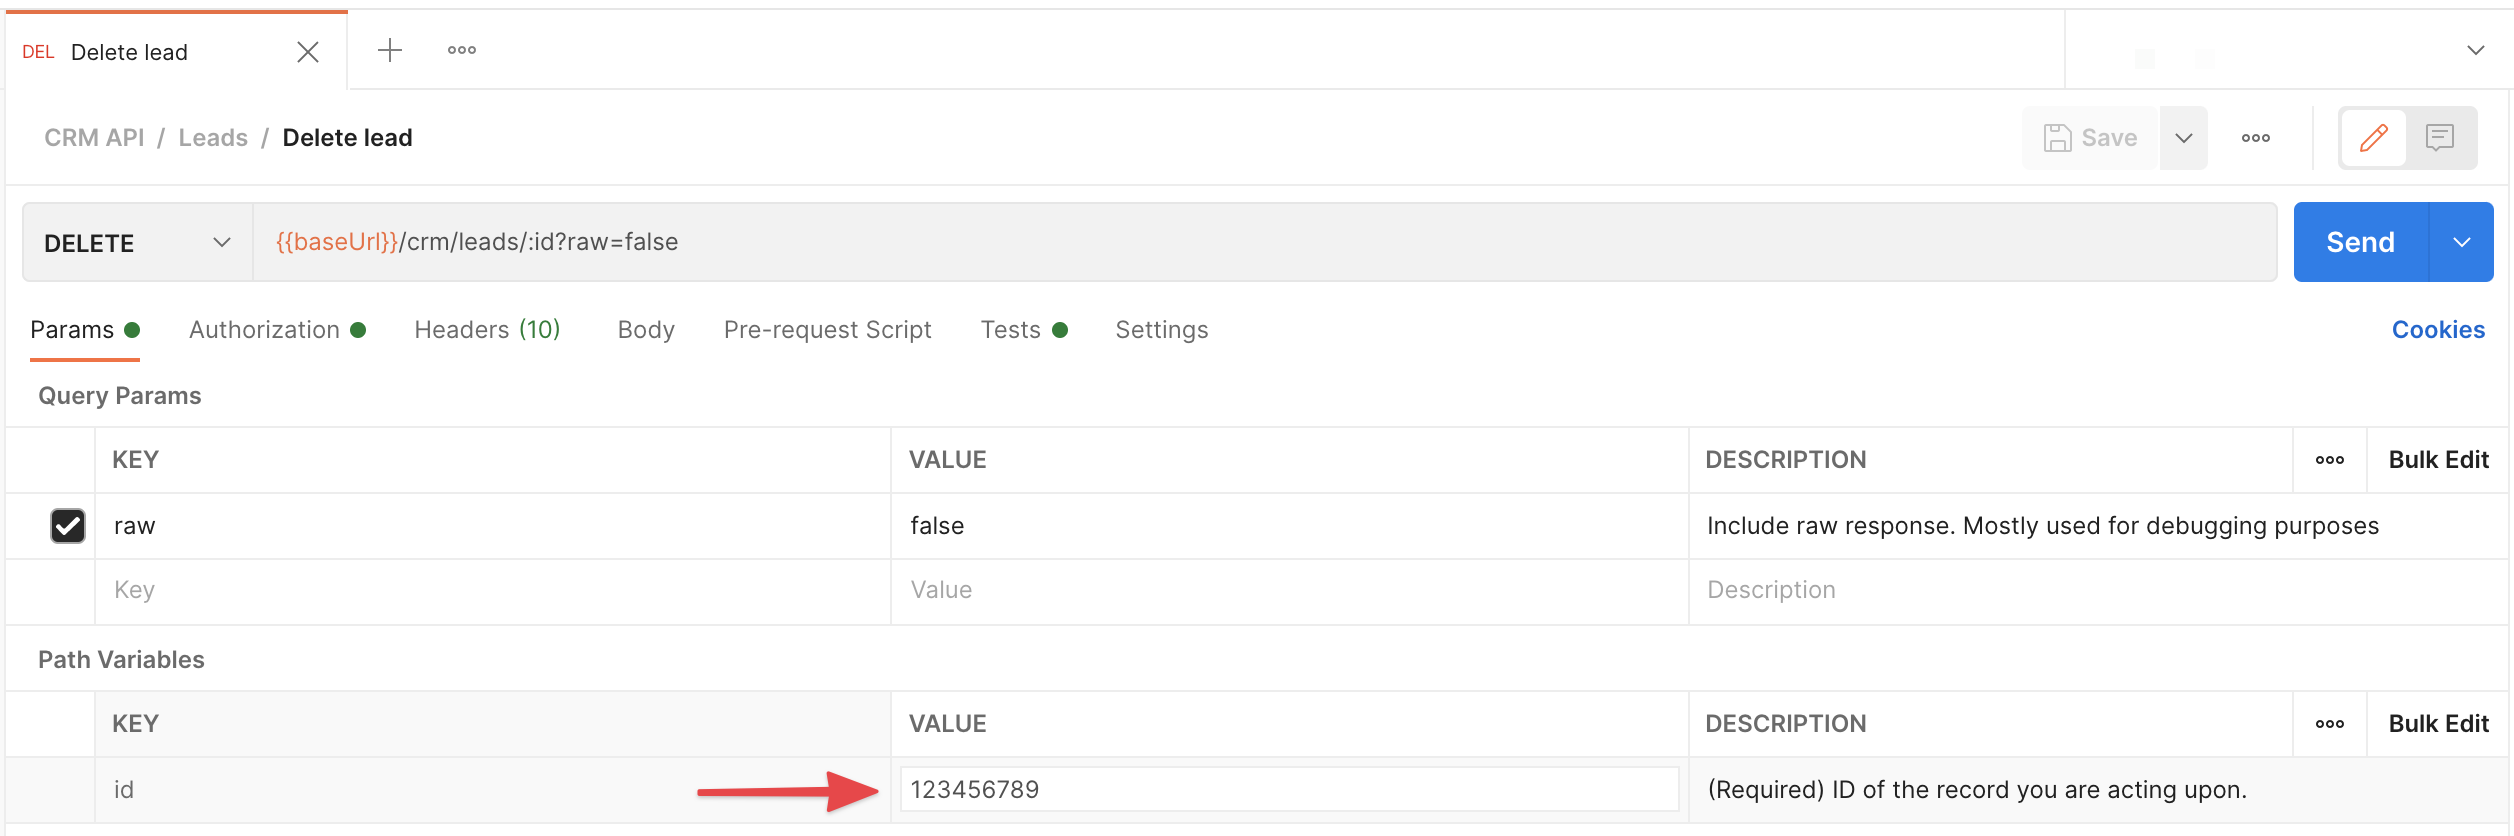 DEL Delete lead
CRM API / Leads / Delete lead
Save
DELETE {{baseUrl}}/crm/leads/:id?raw=false Send
Params Authorization Headers (10) Body Pre-request Script Tests Settings Cookies
Query Params
KEY VALUE DESCRIPTION Bulk Edit
raw false Include raw response. Mostly used for debugging purposes
Key Value Description
Path Variables
KEY VALUE DESCRIPTION Bulk Edit
id 123456789 (Required) ID of the record you are acting upon.